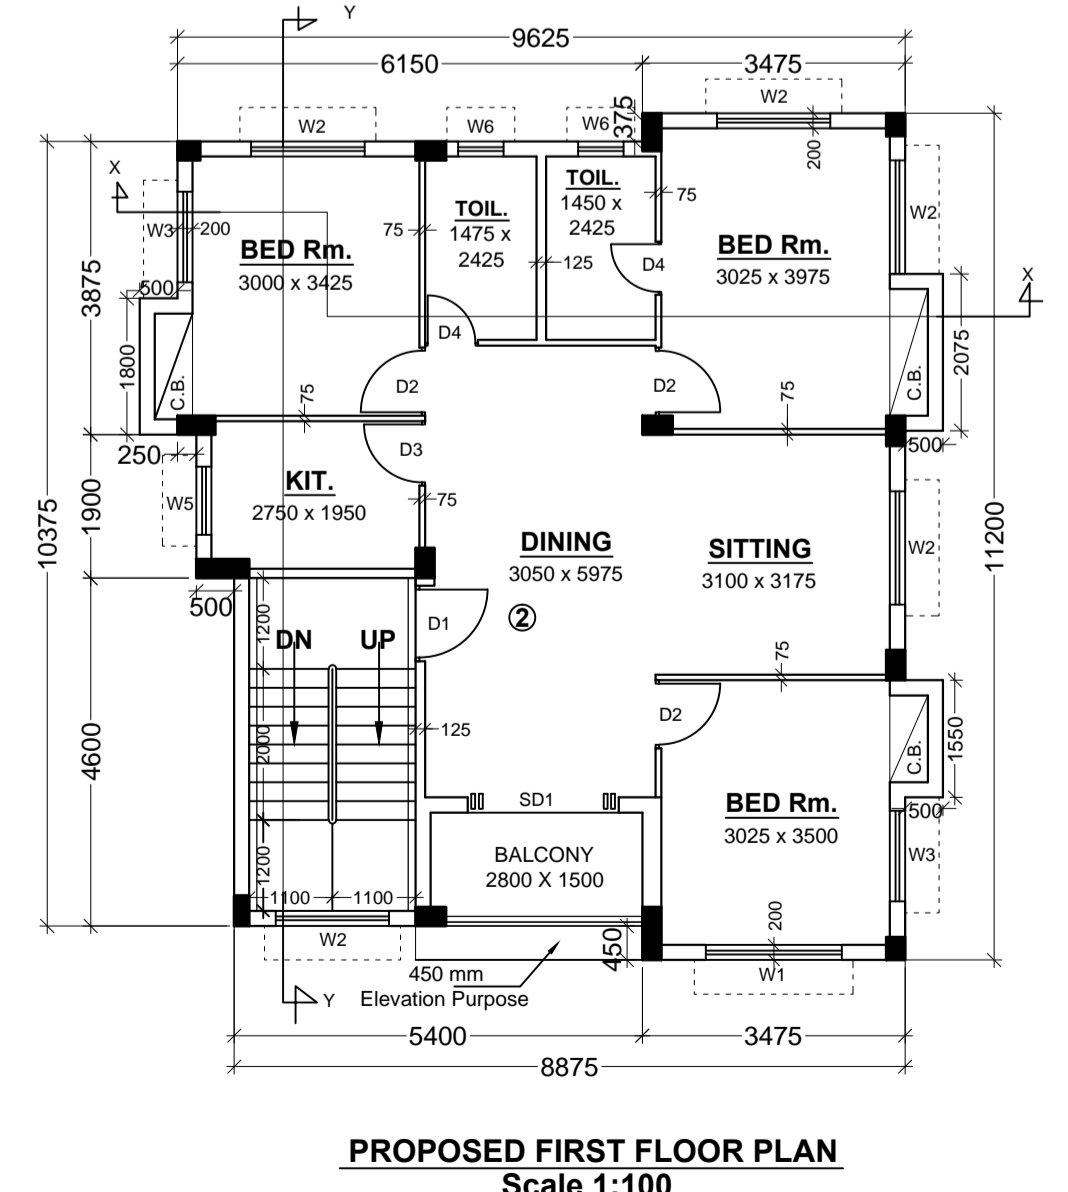 Y
9625
6150
3475
W2
W2
W6
W6
375
200
X
W3
200
BED Rm.
3000 x 3425
75
TOIL.
1475 x
2425
TOIL.
1450 x
2425
75
125
D4
BED Rm.
3025 x 3975
W2
X
3875
500
1800
C.B.
D4
D2
75
D2
75
C.B.
2075
500
250
D3
10375
1900
W5
KIT.
2750 x 1950
75
DINING
3050 x 5975
SITTING
3100 x 3175
W2
11200
500
1200
DN
UP
D1
2
75
4600
2000
125
D2
C.B.
1550
SD1
BED Rm.
3025 x 3500
500
W3
1200
1100
1100
BALCONY
2800 X 1500
200
W2
450
450 mm
Elevation Purpose
W1
Y
5400
3475
8875
PROPOSED FIRST FLOOR PLAN
Scale 1:100